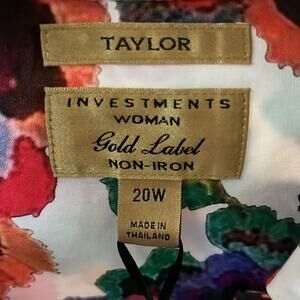 TAYLOR
INVESTMENTS
WOMAN
Gold Label
NON-IRON
20W
MADE IN
THAILAND